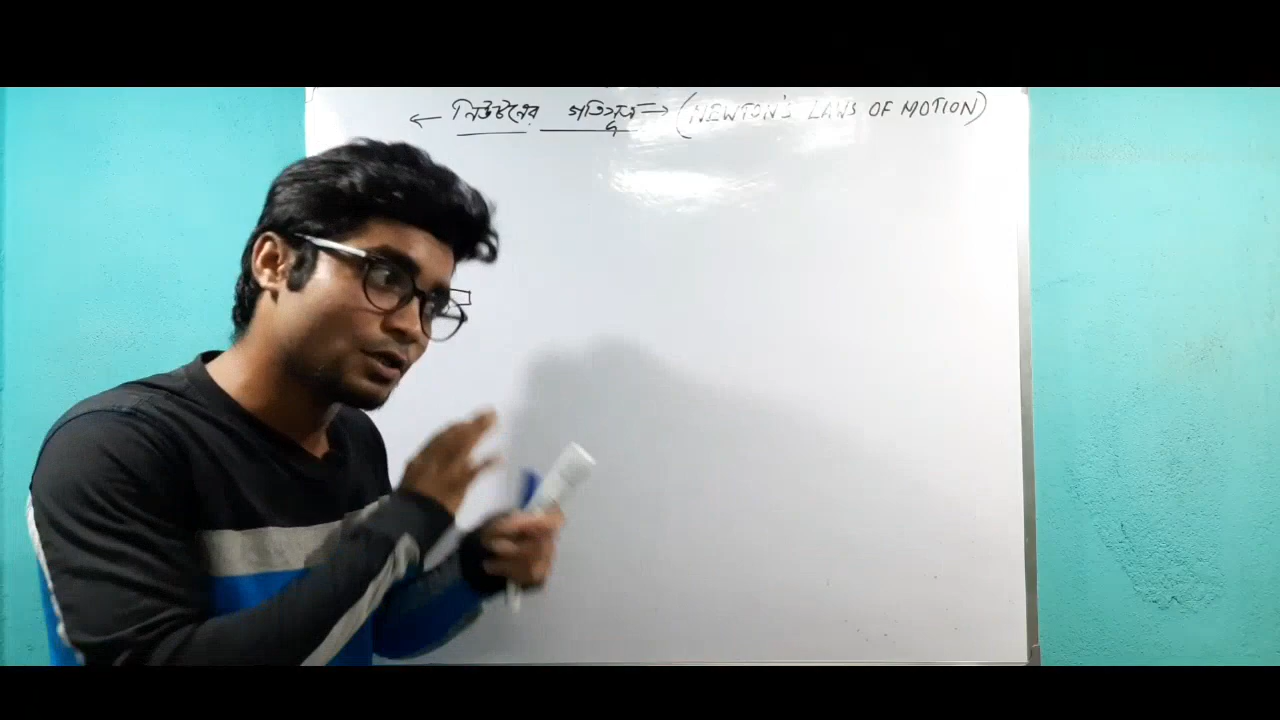 ← নিউটনের গতিসূত্র → (NEWTON'S LAWS OF MOTION)